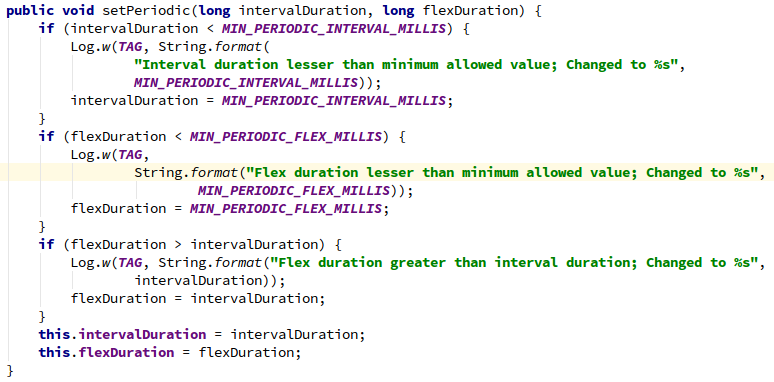 public void setPeriodic(long intervalDuration, long flexDuration) {
    if (intervalDuration < MIN_PERIODIC_INTERVAL_MILLIS) {
        Log.w(TAG, String.format(
                "Interval duration lesser than minimum allowed value; Changed to %s",
                MIN_PERIODIC_INTERVAL_MILLIS));
        intervalDuration = MIN_PERIODIC_INTERVAL_MILLIS;
    }
    if (flexDuration < MIN_PERIODIC_FLEX_MILLIS) {
        Log.w(TAG,
                String.format("Flex duration lesser than minimum allowed value; Changed to %s",
                        MIN_PERIODIC_FLEX_MILLIS));
        flexDuration = MIN_PERIODIC_FLEX_MILLIS;
    }
    if (flexDuration > intervalDuration) {
        Log.w(TAG, String.format("Flex duration greater than interval duration; Changed to %s",
                intervalDuration));
        flexDuration = intervalDuration;
    }
    this.intervalDuration = intervalDuration;
    this.flexDuration = flexDuration;
}